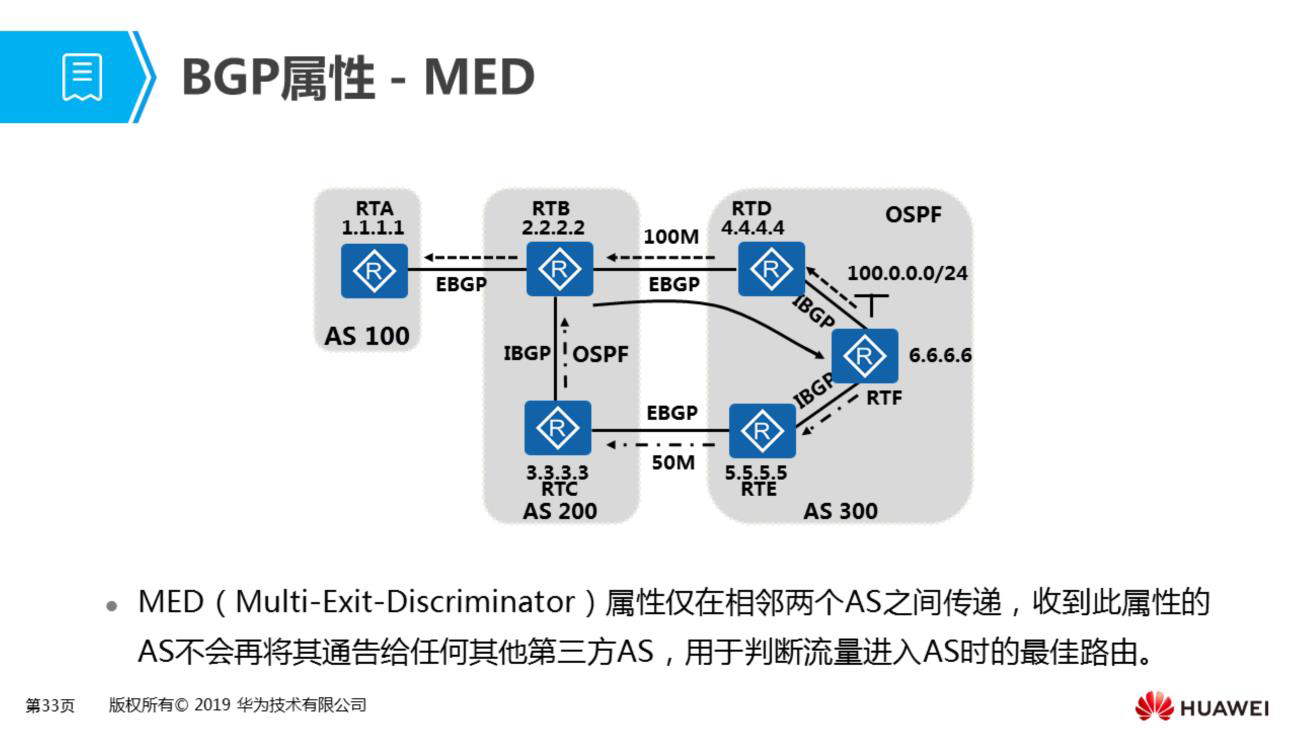 BGP属性 - MED
RTA
1.1.1.1
R
EBGP
AS 100
RTB
2.2.2.2
R
100M
EBGP
RTD
4.4.4.4
R
OSPF
100.0.0.0/24
IBGP
R
6.6.6.6
RTF
IBGP
OSPF
IBGP
R
3.3.3.3
RTC
AS 200
EBGP
50M
R
5.5.5.5
RTE
AS 300
● MED（Multi-Exit-Discriminator）属性仅在相邻两个AS之间传递，收到此属性的
AS不会再将其通告给任何其他第三方AS，用于判断流量进入AS时的最佳路由。
第33页 版权所有© 2019 华为技术有限公司
HUAWEI